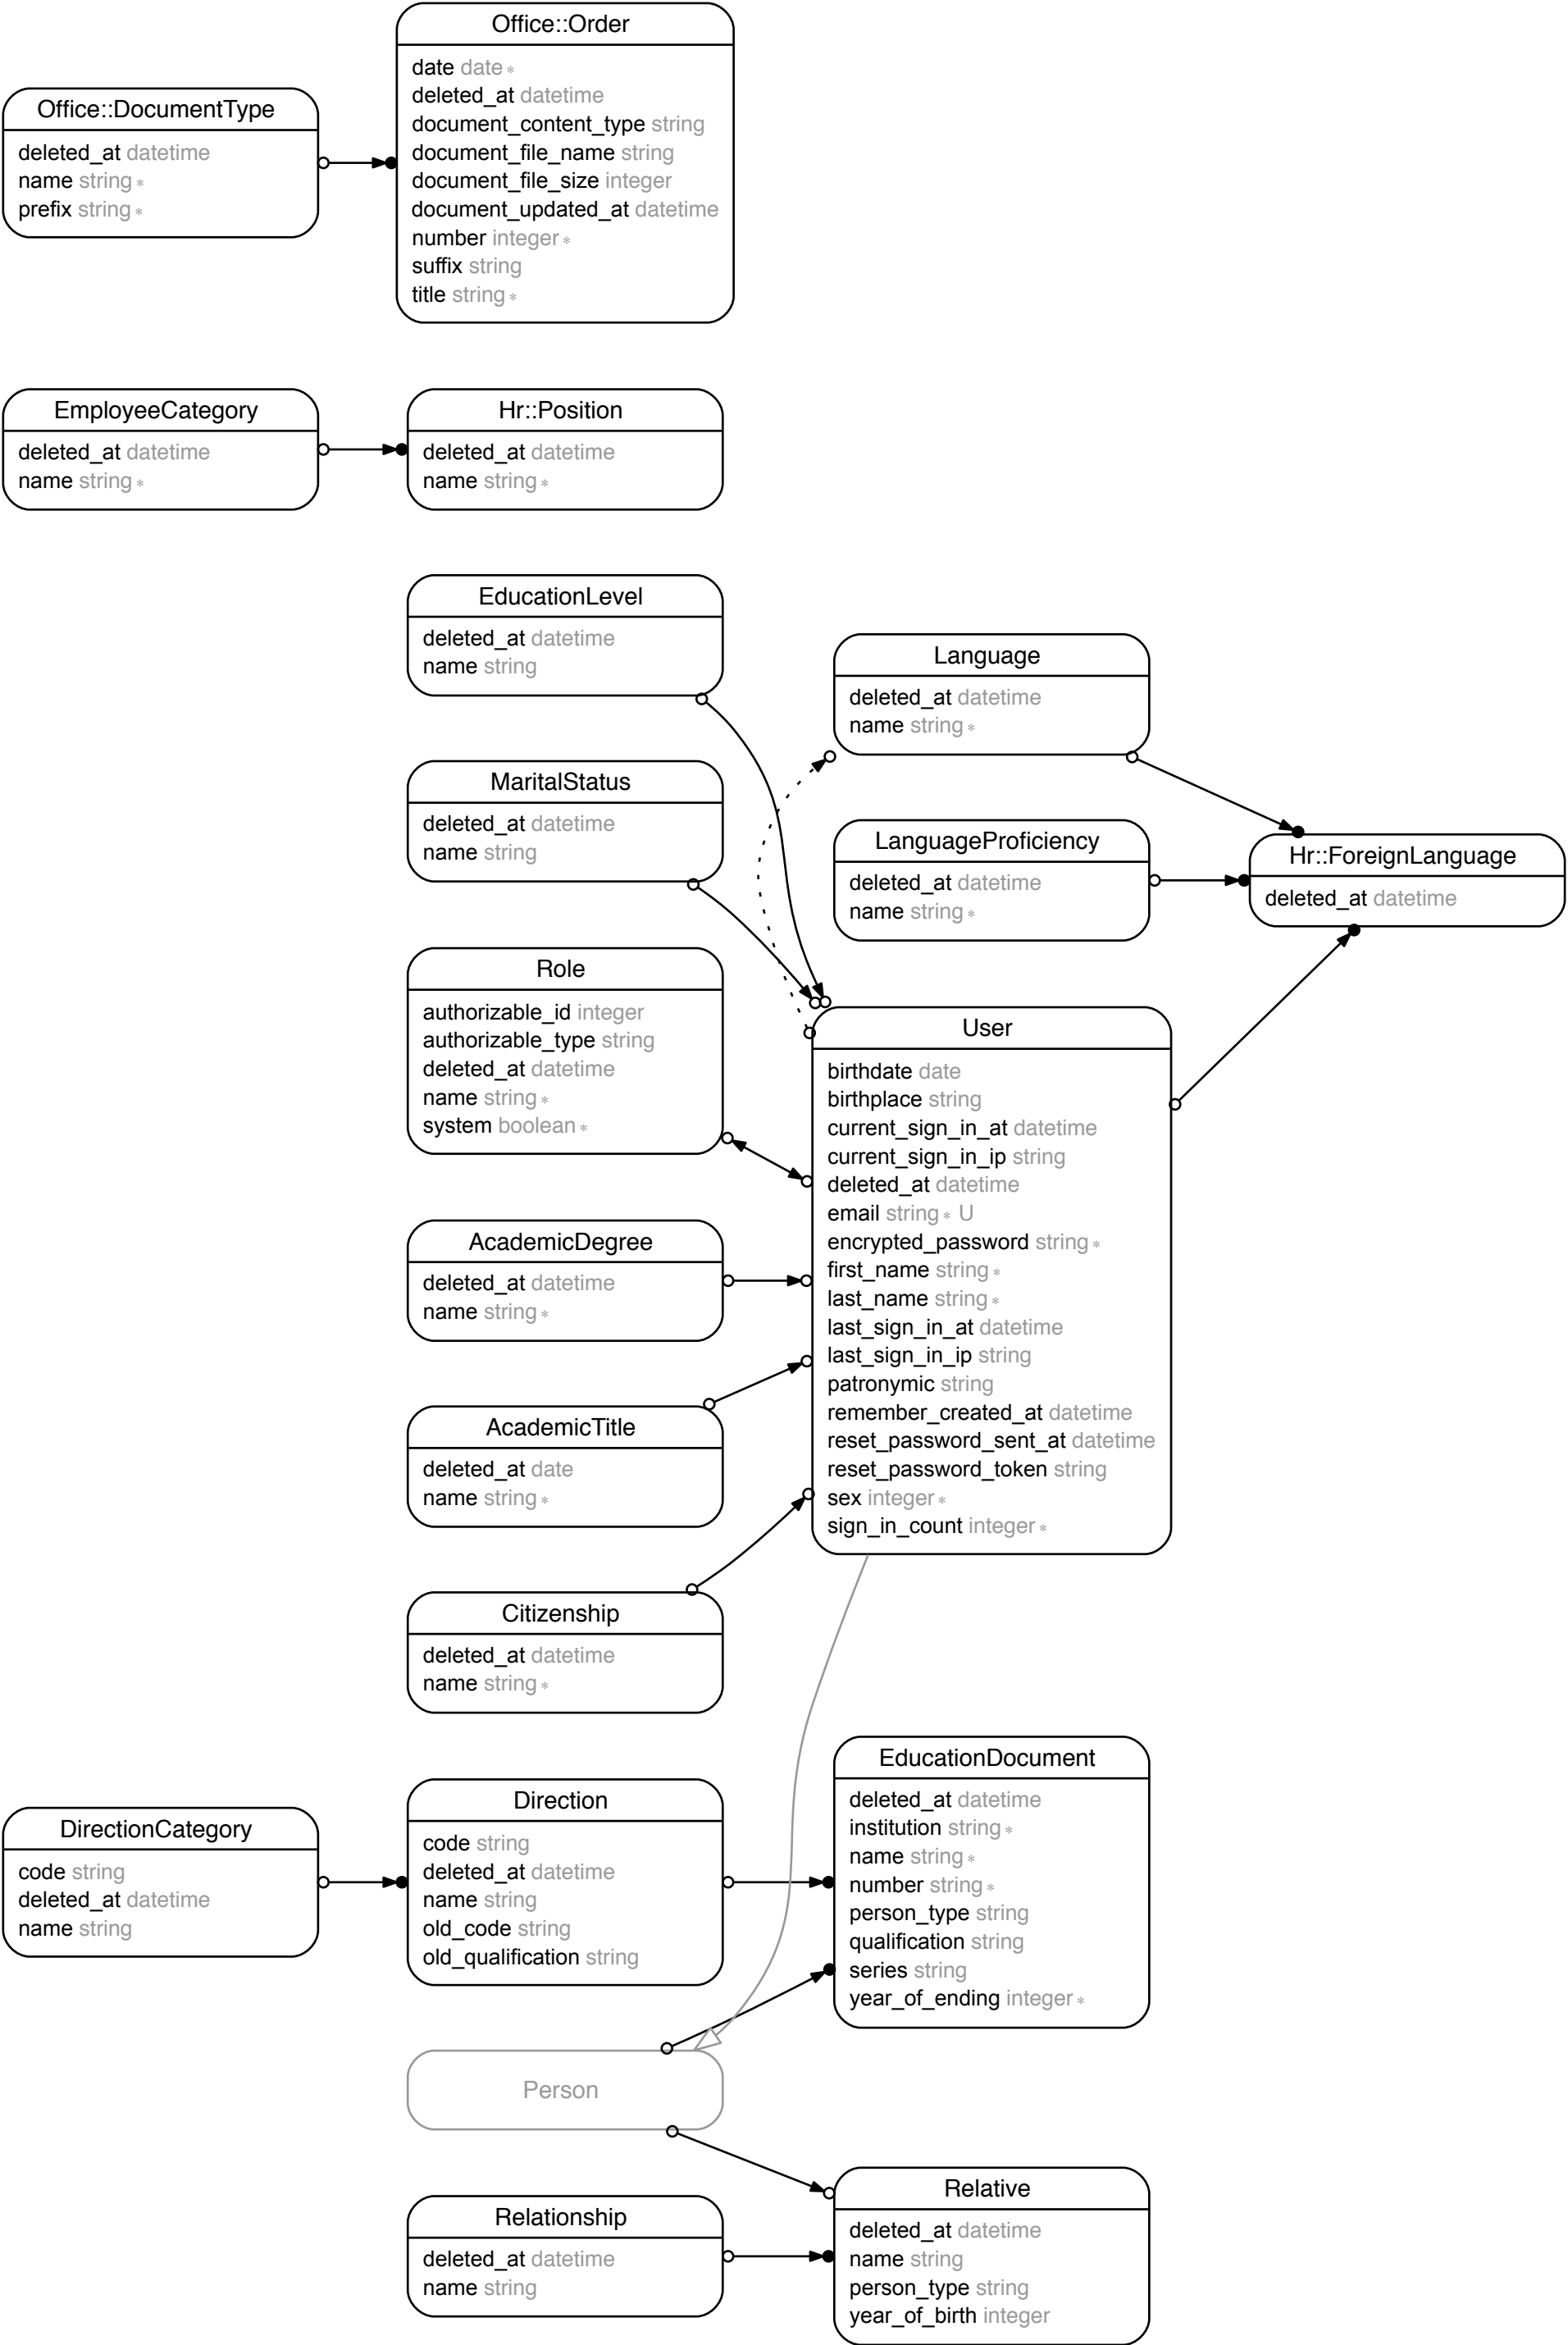 Office::Order
date date *
deleted_at datetime
document_content_type string
document_file_name string
document_file_size integer
document_updated_at datetime
number integer *
suffix string
title string *
Office::DocumentType
deleted_at datetime
name string *
prefix string *
EmployeeCategory
deleted_at datetime
name string *
Hr::Position
deleted_at datetime
name string *
EducationLevel
deleted_at datetime
name string
Language
deleted_at datetime
name string *
MaritalStatus
deleted_at datetime
name string
LanguageProficiency
deleted_at datetime
name string *
Hr::ForeignLanguage
deleted_at datetime
Role
authorizable_id integer
authorizable_type string
deleted_at datetime
name string *
system boolean *
User
birthdate date
birthplace string
current_sign_in_at datetime
current_sign_in_ip string
deleted_at datetime
email string * U
encrypted_password string *
first_name string *
last_name string *
last_sign_in_at datetime
last_sign_in_ip string
patronymic string
remember_created_at datetime
reset_password_sent_at datetime
reset_password_token string
sex integer *
sign_in_count integer *
AcademicDegree
deleted_at datetime
name string *
AcademicTitle
deleted_at date
name string *
Citizenship
deleted_at datetime
name string *
DirectionCategory
code string
deleted_at datetime
name string
Direction
code string
deleted_at datetime
name string
old_code string
old_qualification string
EducationDocument
deleted_at datetime
institution string *
name string *
number string *
person_type string
qualification string
series string
year_of_ending integer *
Person
Relationship
deleted_at datetime
name string
Relative
deleted_at datetime
name string
person_type string
year_of_birth integer